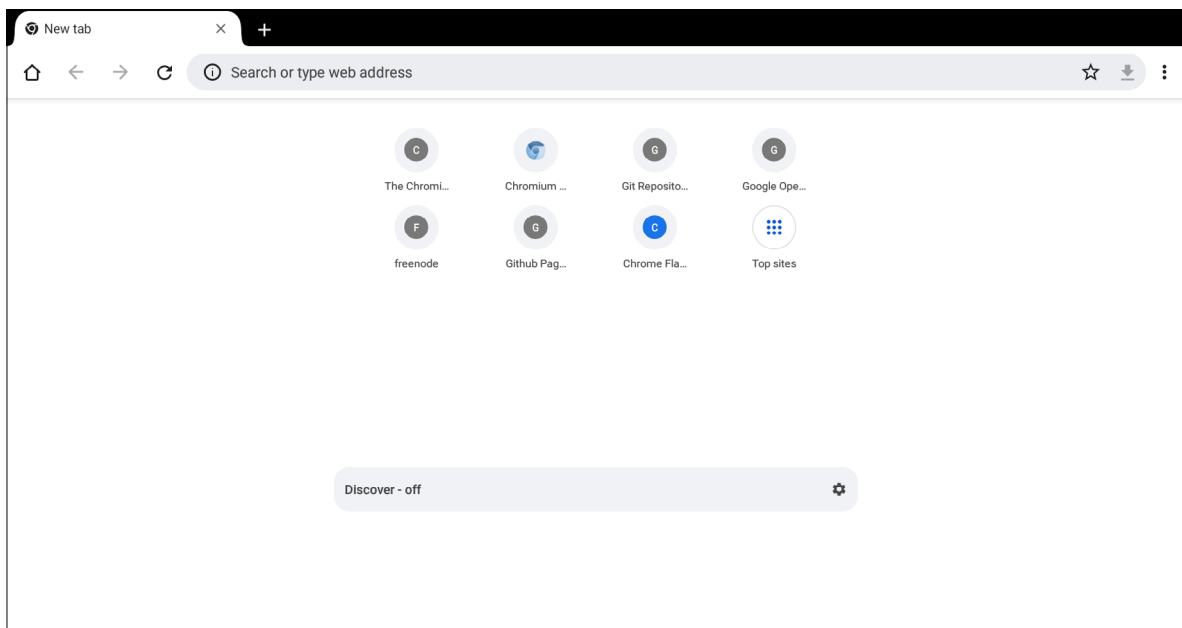 New tab
Search or type web address
C
G
G
The Chromi...
Chromium ...
Git Reposito...
Google Ope...
F
G
C
freenode
Github Pag...
Chrome Fla...
Top sites
Discover - off